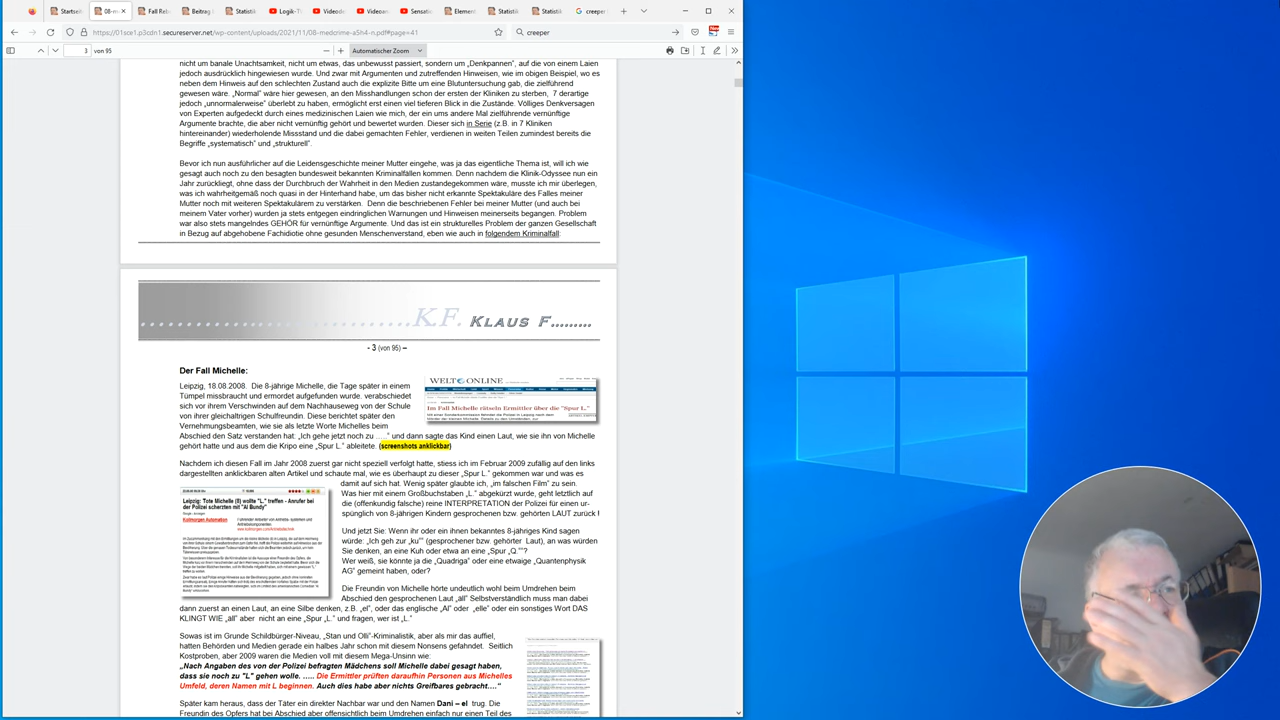 Startseite
08-m
Fall Reb
Beitrag
Statistik
Logik-T
Videode
Videoan
Sensati
Element
Statistik
Statistik
creeper
https://01sce1.p3cdn1.secureserver.net/wp-content/uploads/2021/11/08-medcrime-a5h4-n.pdf#page=41
creeper
3 von 95
Automatischer Zoom
nicht um banale Unachtsamkeit, nicht um etwas, das unbewusst passiert, sondern um „Denkpannen", auf die von einem Laien
jedoch ausdrücklich hingewiesen wurde. Und zwar mit Argumenten und zutreffenden Hinweisen, wie im obigen Beispiel, wo es
neben dem Hinweis auf den schlechten Zustand auch die explizite Bitte um eine Blutuntersuchung gab, die zielführend
gewesen wäre. „Normal" wäre hier gewesen, an den Misshandlungen schon der ersten der Kliniken zu sterben, 7 derartige
jedoch „unnormalerweise" überlebt zu haben, ermöglicht erst einen viel tieferen Blick in die Zustände. Völliges Denkversagen
von Experten aufgedeckt durch eines medizinischen Laien wie mich, der ein ums andere Mal zielführende vernünftige
Argumente brachte, die aber nicht vernünftig gehört und bewertet wurden. Dieser sich in Serie (z.B. in 7 Kliniken
hintereinander) wiederholende Missstand und die dabei gemachten Fehler, verdienen in weiten Teilen zumindest bereits die
Begriffe „systematisch" und „strukturell".
Bevor ich nun ausführlicher auf die Leidensgeschichte meiner Mutter eingehe, was ja das eigentliche Thema ist, will ich wie
gesagt auch noch zu den besagten bundesweit bekannten Kriminalfällen kommen. Denn nachdem die Klinik-Odyssee nun ein
Jahr zurückliegt, ohne dass der Durchbruch der Wahrheit in den Medien zustandegekommen wäre, musste ich mir überlegen,
was ich wahrheitgemäß noch quasi in der Hinterhand habe, um das bisher nicht erkannte Spektakuläre des Falles meiner
Mutter noch mit weiteren Spektakulärem zu verstärken. Denn die beschriebenen Fehler bei meiner Mutter (und auch bei
meinem Vater vorher) wurden ja stets entgegen eindringlichen Warnungen und Hinweisen meinerseits begangen. Problem
war also stets mangelndes GEHÖR für vernünftige Argumente. Und das ist ein strukturelles Problem der ganzen Gesellschaft
in Bezug auf abgehobene Fachidiotie ohne gesunden Menschenverstand, eben wie auch in folgendem Kriminalfall:
K.F. KLAUS F.........
- 3 (von 95) –
Der Fall Michelle:
Leipzig, 18.08.2008. Die 8-jährige Michelle, die Tage später in einem
Tümpel missbraucht und ermordet aufgefunden wurde. verabschiedet
sich vor ihrem Verschwinden auf dem Nachhauseweg von der Schule
von ihrer gleichaltrigen Schulfreundin. Diese berichtet später den
Vernehmungsbeamten, wie sie als letzte Worte Michelles beim
Abschied den Satz verstanden hat: „Ich gehe jetzt noch zu ....." und dann sagte das Kind einen Laut, wie sie ihn von Michelle
gehört hatte und aus dem die Kripo eine „Spur L." ableitete. (screenshots anklickbar)
WELT ONLINE
Im Fall Michelle rätseln Ermittler über die "Spur L."
Nachdem ich diesen Fall im Jahr 2008 zuerst gar nicht speziell verfolgt hatte, stiess ich im Februar 2009 zufällig auf den links
dargestellten anklickbaren alten Artikel und schaute mal, wie es überhaupt zu dieser „Spur L." gekommen war und was es
damit auf sich hat. Wenig später glaubte ich, „im falschen Film" zu sein.
Was hier mit einem Großbuchstaben „L." abgekürzt wurde, geht letztlich auf
die (offenkundig falsche) reine INTERPRETATION der Polizei für einen ur-
sprünglich von 8-jährigen Kindern gesprochenen bzw. gehörten LAUT zurück !
Leipzig: Tote Michelle (8) wollte "L." treffen - Anrufer bei
der Polizei scherzten mit "Al Bundy"
Kollmorgen Automation
Und jetzt Sie: Wenn ihr oder ein ihnen bekanntes 8-jähriges Kind sagen
würde: „Ich geh zur „ku"" (gesprochener bzw. gehörter Laut), an was würden
Sie denken, an eine Kuh oder etwa an eine „Spur „Q.""?
Wer weiß, sie könnte ja die „Quadriga" oder eine etwaige „Quantenphysik
AG" gemeint haben, oder?
Die Freundin von Michelle hörte undeutlich wohl beim Umdrehen beim
Abschied den gesprochenen Laut „äll" Selbstverständlich muss man dabei
dann zuerst an einen Laut, an eine Silbe denken, z.B. „el", oder das englische „Al" oder „elle" oder ein sonstiges Wort DAS
KLINGT WIE „äll" aber nicht an eine „Spur „L." und fragen, wer ist „L."
Sowas ist im Grunde Schildbürger-Niveau, „Stan und Olli"-Kriminalistik, aber als mir das auffiel,
hatten Behörden und Medien gerade ein halbes Jahr schon mit diesem Nonsens gefahndet. Seitlich
Kostproben, aber 2009 waren die Medien voll mit diesem Mega-Unsinn wie:
„Nach Angaben des von der Polizei befragten Mädchens soll Michelle dabei gesagt haben,
dass sie noch zu "L" gehen wolle. ..... Die Ermittler prüften daraufhin Personen aus Michelles
Umfeld, deren Namen mit L beginnen. Auch dies habe aber nichts Greifbares gebracht...."
Später kam heraus, dass der Täter ein direkter Nachbar war und den Namen Dani – el trug. Die
Freundin des Opfers hat bei Abschied aber offensichtlich beim Umdrehen einfach nur einen Teil des